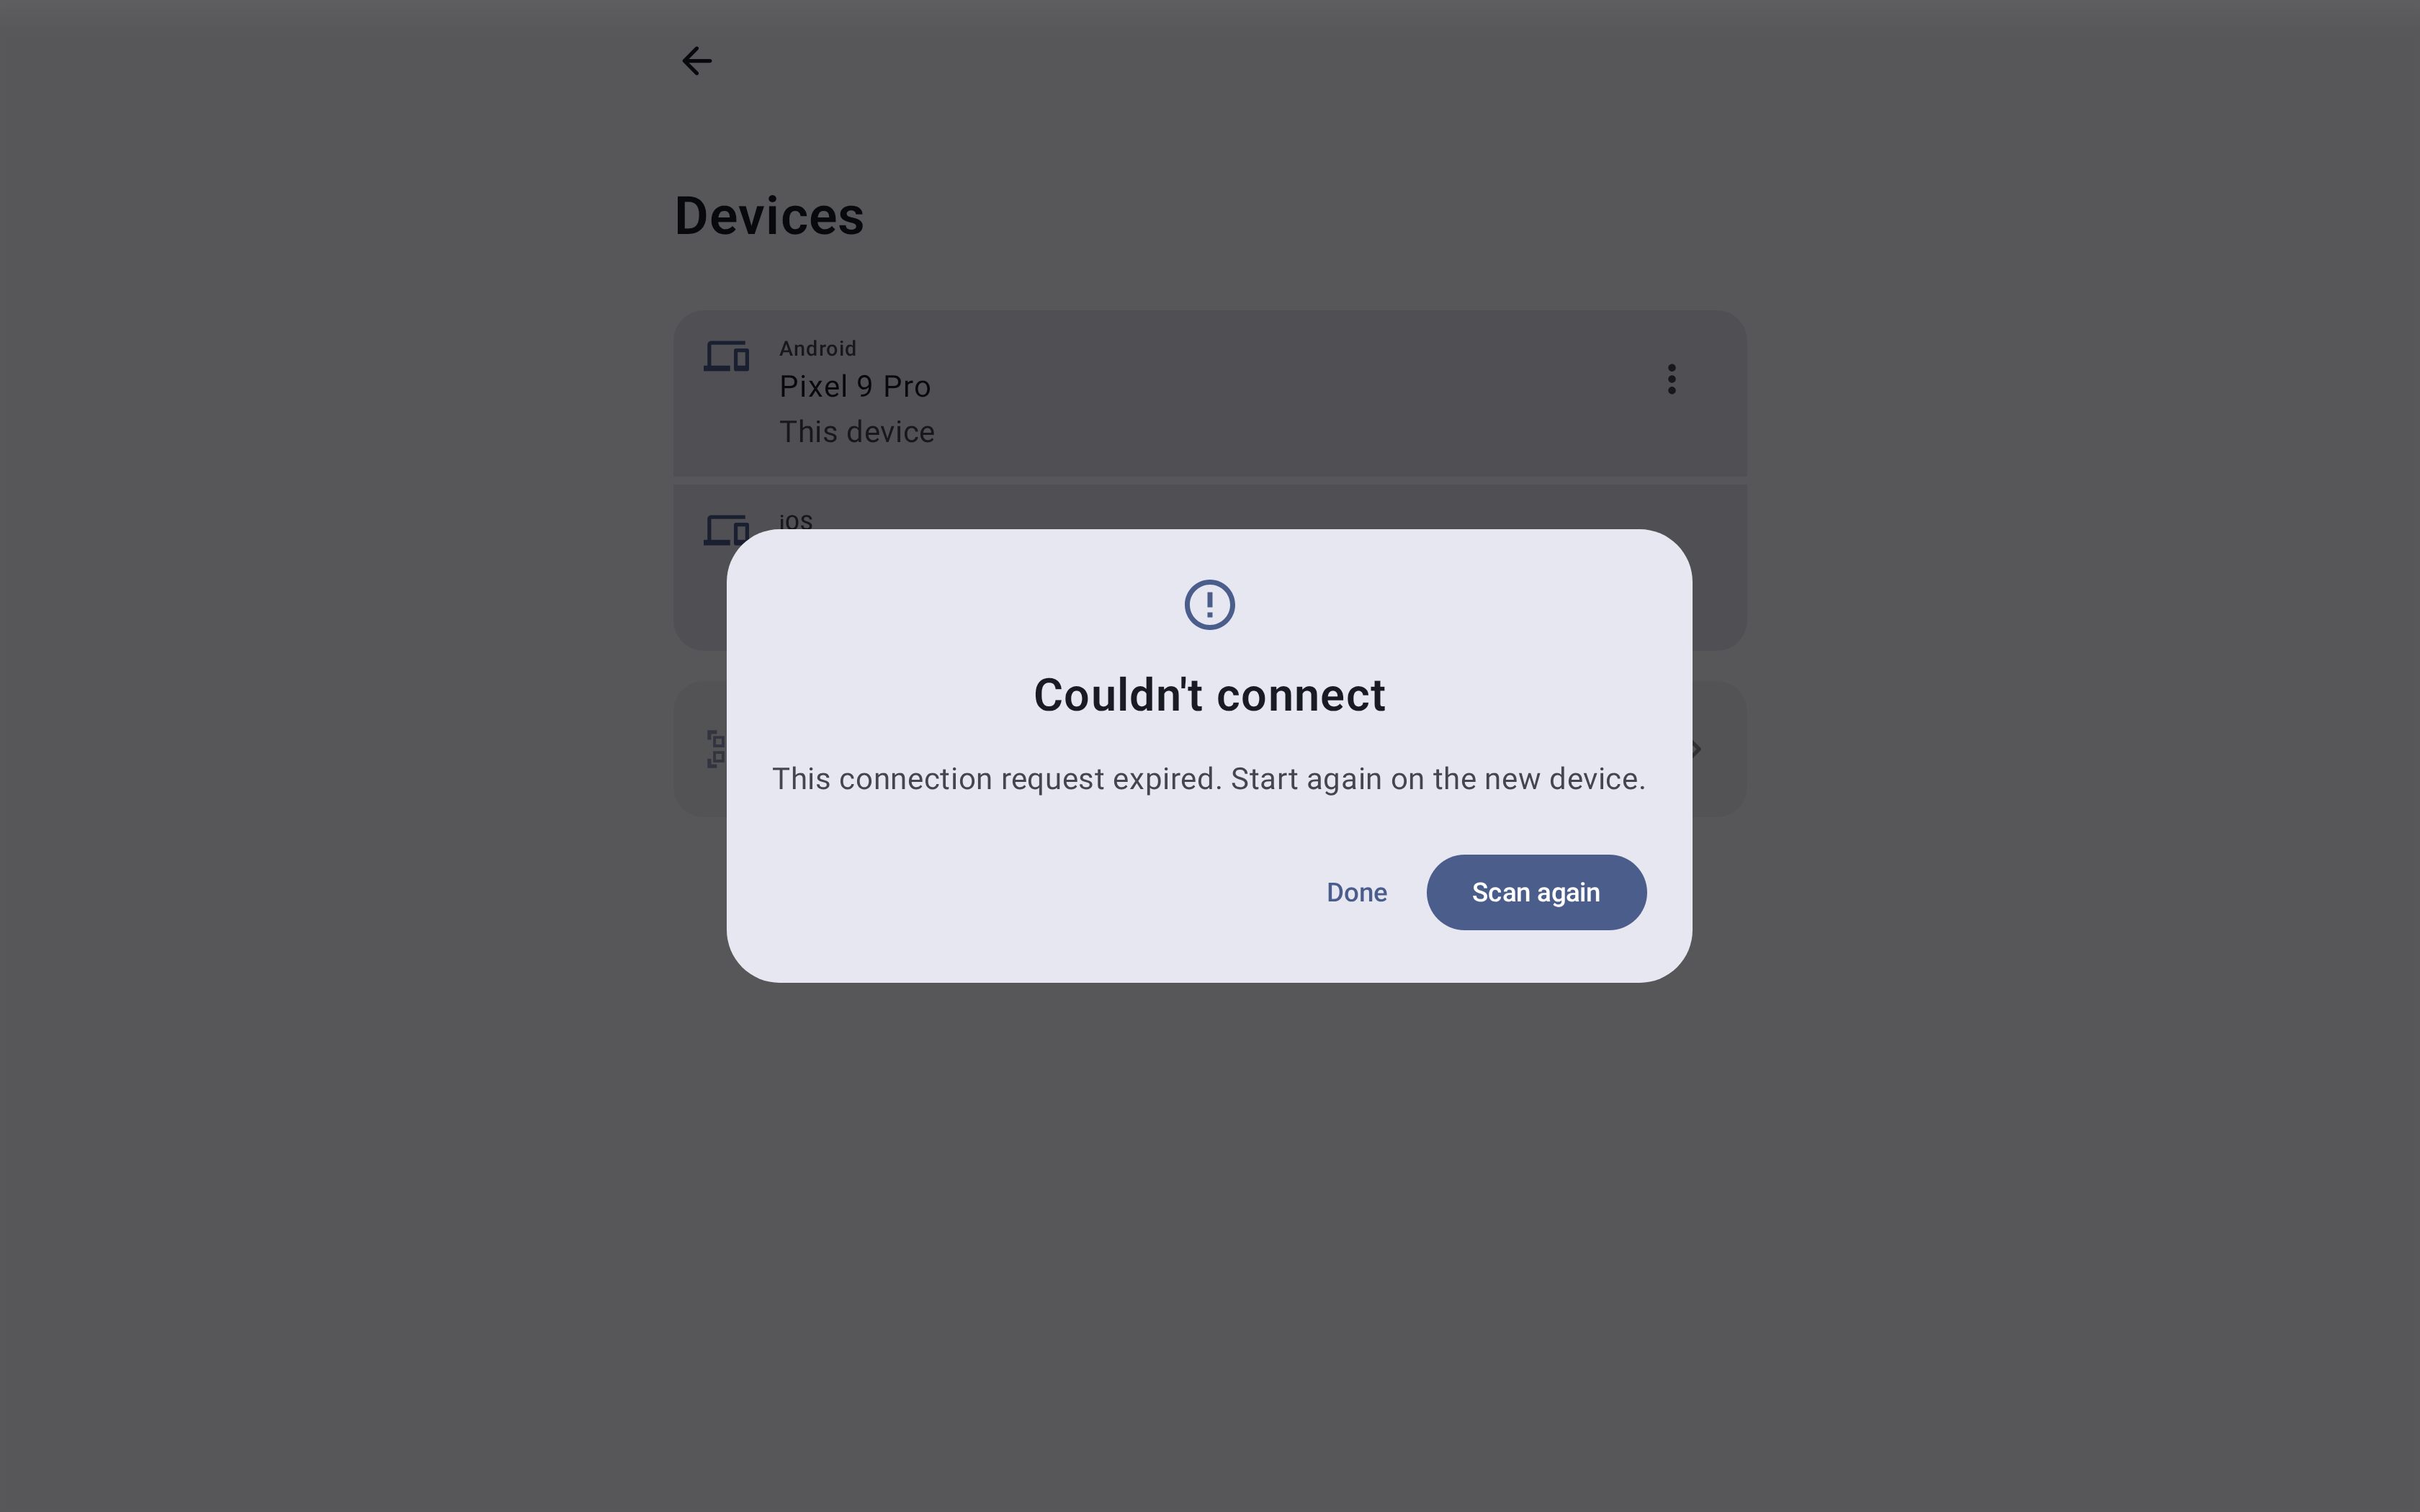 Devices
Android
Pixel 9 Pro
This device
iOS
Couldn't connect
This connection request expired. Start again on the new device.
Done
Scan again